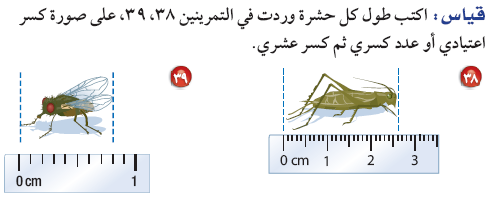 قياس: اكتب طول كل حشرة وردت في التمرينين ٣٨، ٣٩، على صورة كسر
اعتيادي أو عدد كسري ثم كسر عشري.
٣٨
0 cm 1 2 3
٣٩
0 cm 1